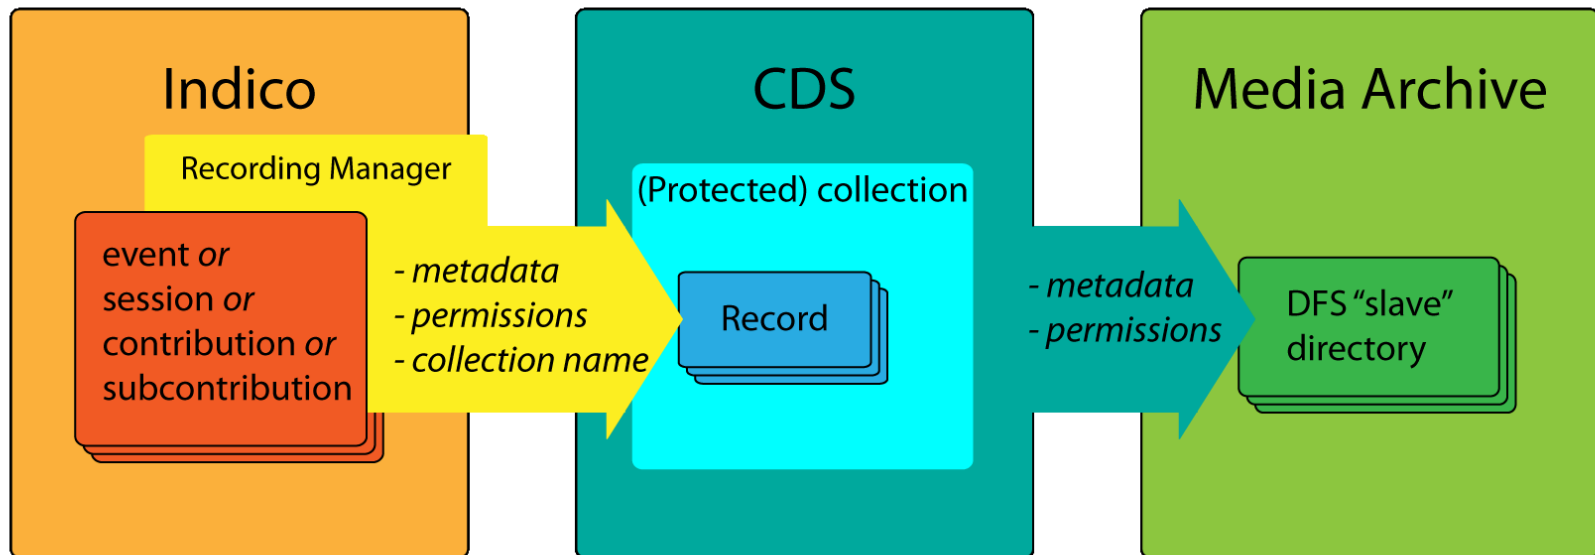 Indico
Recording Manager
event or
session or
contribution or
subcontribution
- metadata
- permissions
- collection name
CDS
(Protected) collection
Record
- metadata
- permissions
Media Archive
DFS “slave”
directory